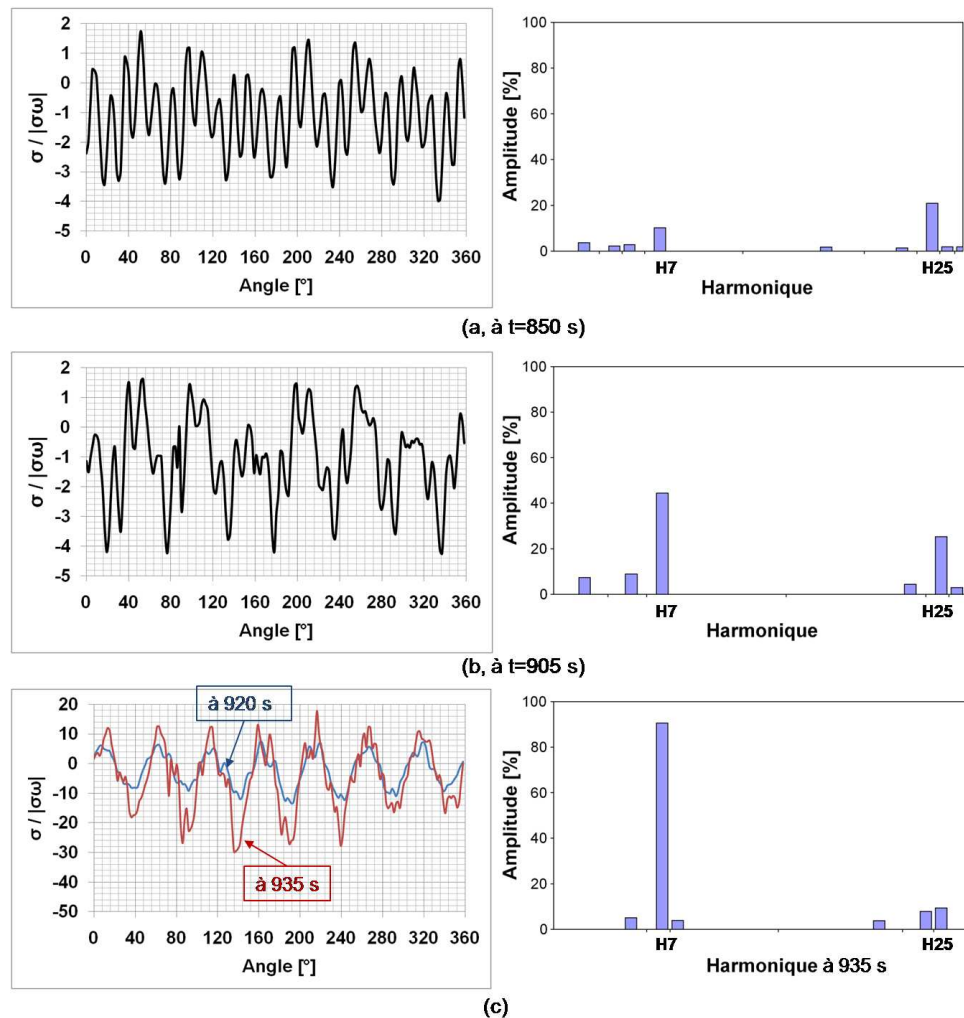 σ / |σω|
2
1
0
-1
-2
-3
-4
-5
0 40 80 120 160 200 240 280 320 360
Angle [°]
Amplitude [%]
100
80
60
40
20
0
H7 H25
Harmonique
(a, à t=850 s)
σ / |σω|
2
1
0
-1
-2
-3
-4
-5
0 40 80 120 160 200 240 280 320 360
Angle [°]
Amplitude [%]
100
80
60
40
20
0
H7 H25
Harmonique
(b, à t=905 s)
σ / |σω|
20
10
0
-10
-20
-30
-40
-50
à 920 s
à 935 s
0 40 80 120 160 200 240 280 320 360
Angle [°]
Amplitude [%]
100
80
60
40
20
0
H7 H25
Harmonique à 935 s
(c)